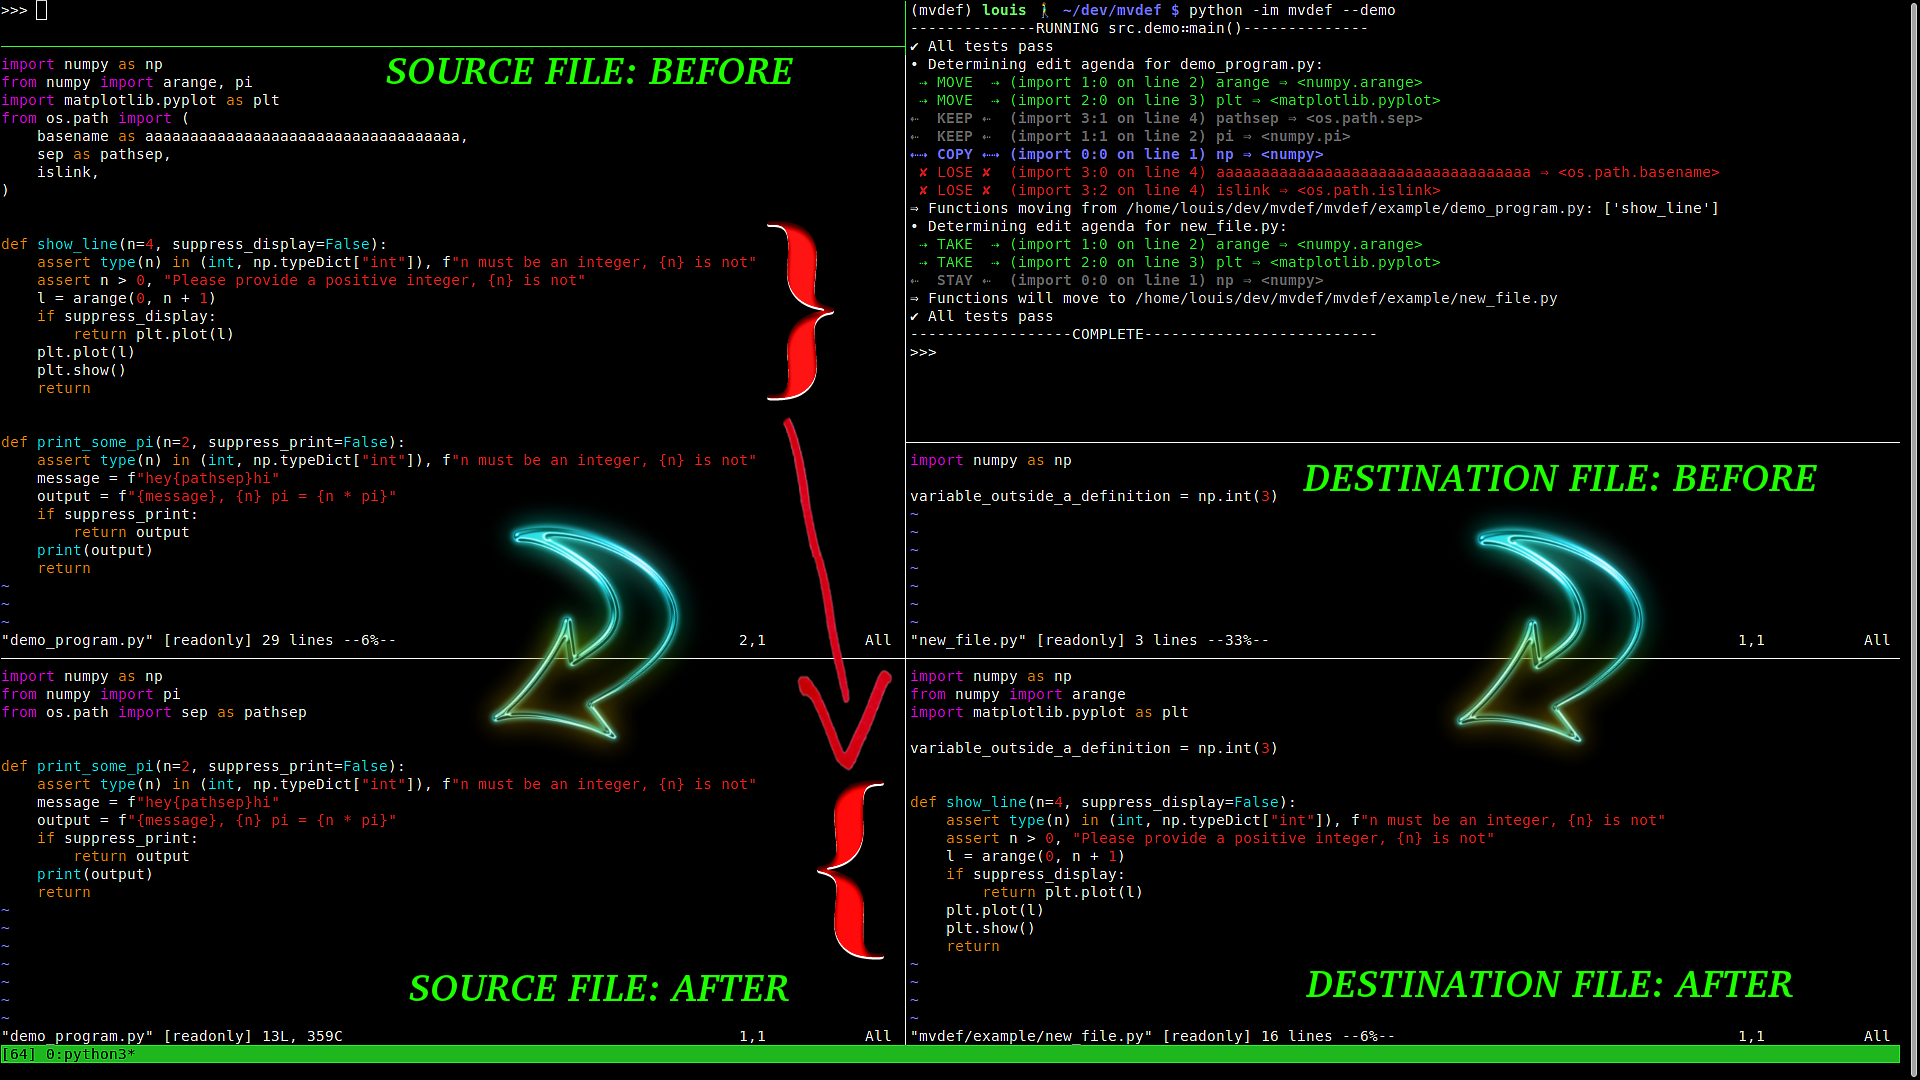 >>>
SOURCE FILE: BEFORE
import numpy as np
from numpy import arange, pi
import matplotlib.pyplot as plt
from os.path import (
    basename as aaaaaaaaaaaaaaaaaaaaaaaaaaaaaaaaaaa,
    sep as pathsep,
    islink,
)
def show_line(n=4, suppress_display=False):
    assert type(n) in (int, np.typeDict["int"]), f"n must be an integer, {n} is not"
    assert n > 0, "Please provide a positive integer, {n} is not"
    l = arange(0, n + 1)
    if suppress_display:
        return plt.plot(l)
    plt.plot(l)
    plt.show()
    return
def print_some_pi(n=2, suppress_print=False):
    assert type(n) in (int, np.typeDict["int"]), f"n must be an integer, {n} is not"
    message = f"hey{pathsep}hi"
    output = f"{message}, {n} pi = {n * pi}"
    if suppress_print:
        return output
    print(output)
    return
~
~
~
"demo_program.py" [readonly] 29 lines --6%-- 2,1 All
import numpy as np
from numpy import pi
from os.path import sep as pathsep
def print_some_pi(n=2, suppress_print=False):
    assert type(n) in (int, np.typeDict["int"]), f"n must be an integer, {n} is not"
    message = f"hey{pathsep}hi"
    output = f"{message}, {n} pi = {n * pi}"
    if suppress_print:
        return output
    print(output)
    return
~
~
~
~
~
~
~
SOURCE FILE: AFTER
"demo_program.py" [readonly] 13L, 359C 1,1 All
(mvdef) louis ~/dev/mvdef $ python -im mvdef --demo
--------------RUNNING src.demo::main()--------------
✔ All tests pass
• Determining edit agenda for demo_program.py:
 ⇢ MOVE  ⇢ (import 1:0 on line 2) arange ⇒ <numpy.arange>
 ⇢ MOVE  ⇢ (import 2:0 on line 3) plt ⇒ <matplotlib.pyplot>
⇠  KEEP ⇠  (import 3:1 on line 4) pathsep ⇒ <os.path.sep>
⇠  KEEP ⇠  (import 1:1 on line 2) pi ⇒ <numpy.pi>
⇠⇢ COPY ⇠⇢ (import 0:0 on line 1) np ⇒ <numpy>
 ✘ LOSE ✘  (import 3:0 on line 4) aaaaaaaaaaaaaaaaaaaaaaaaaaaaaaaaaaa ⇒ <os.path.basename>
 ✘ LOSE ✘  (import 3:2 on line 4) islink ⇒ <os.path.islink>
⇒ Functions moving from /home/louis/dev/mvdef/mvdef/example/demo_program.py: ['show_line']
• Determining edit agenda for new_file.py:
 ⇢ TAKE  ⇢ (import 1:0 on line 2) arange ⇒ <numpy.arange>
 ⇢ TAKE  ⇢ (import 2:0 on line 3) plt ⇒ <matplotlib.pyplot>
⇠  STAY ⇠  (import 0:0 on line 1) np ⇒ <numpy>
⇒ Functions will move to /home/louis/dev/mvdef/mvdef/example/new_file.py
✔ All tests pass
------------------COMPLETE--------------------------
>>>
import numpy as np
DESTINATION FILE: BEFORE
variable_outside_a_definition = np.int(3)
~
~
~
~
~
~
~
"new_file.py" [readonly] 3 lines --33%-- 1,1 All
import numpy as np
from numpy import arange
import matplotlib.pyplot as plt
variable_outside_a_definition = np.int(3)
def show_line(n=4, suppress_display=False):
    assert type(n) in (int, np.typeDict["int"]), f"n must be an integer, {n} is not"
    assert n > 0, "Please provide a positive integer, {n} is not"
    l = arange(0, n + 1)
    if suppress_display:
        return plt.plot(l)
    plt.plot(l)
    plt.show()
    return
~
~
~
~
DESTINATION FILE: AFTER
"mvdef/example/new_file.py" [readonly] 16 lines --6%-- 1,1 All
[64] 0:python3*